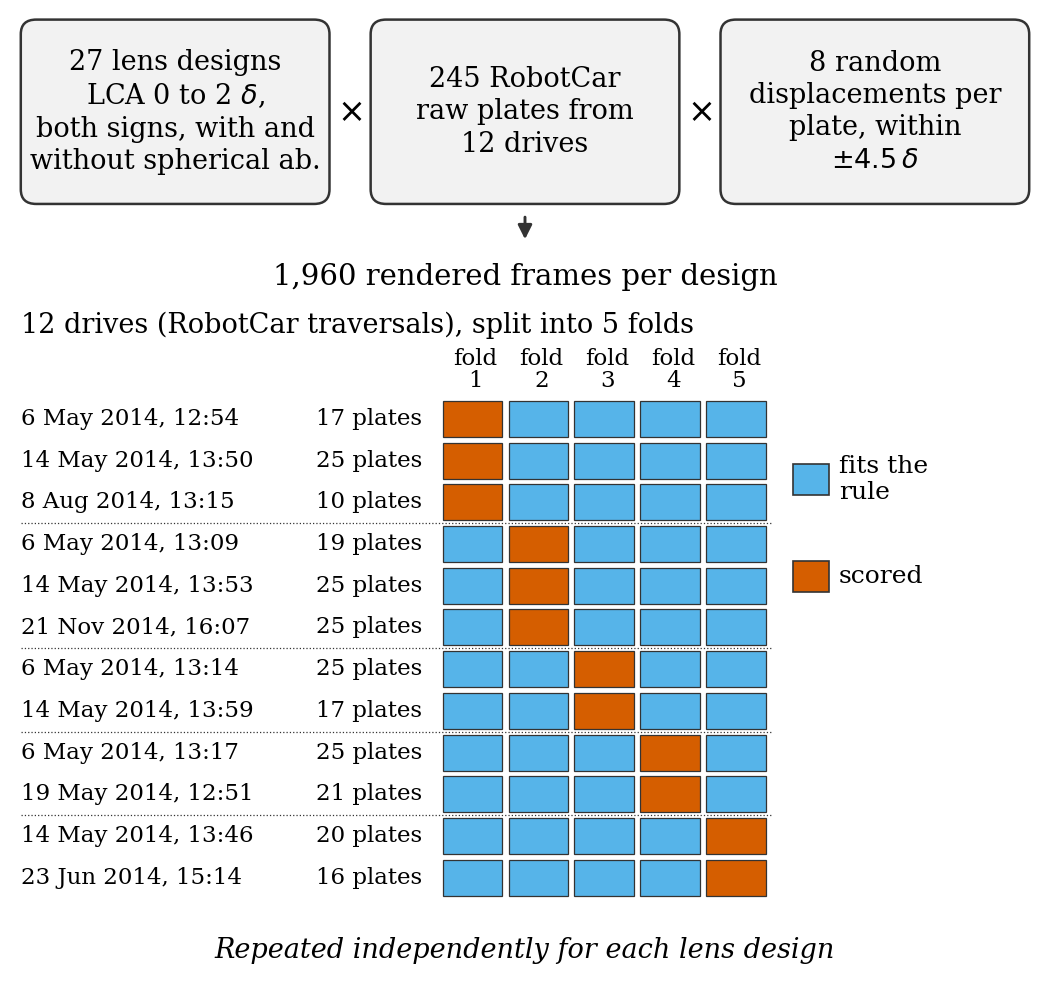 27 lens designs
LCA 0 to 2 δ,
both signs, with and
without spherical ab.
×
245 RobotCar
raw plates from
12 drives
×
8 random
displacements per
plate, within
±4.5 δ
1,960 rendered frames per design
12 drives (RobotCar traversals), split into 5 folds
fold 1 fold 2 fold 3 fold 4 fold 5
6 May 2014, 12:54 17 plates
14 May 2014, 13:50 25 plates
8 Aug 2014, 13:15 10 plates
6 May 2014, 13:09 19 plates
14 May 2014, 13:53 25 plates
21 Nov 2014, 16:07 25 plates
6 May 2014, 13:14 25 plates
14 May 2014, 13:59 17 plates
6 May 2014, 13:17 25 plates
19 May 2014, 12:51 21 plates
14 May 2014, 13:46 20 plates
23 Jun 2014, 15:14 16 plates
fits the
rule
scored
Repeated independently for each lens design